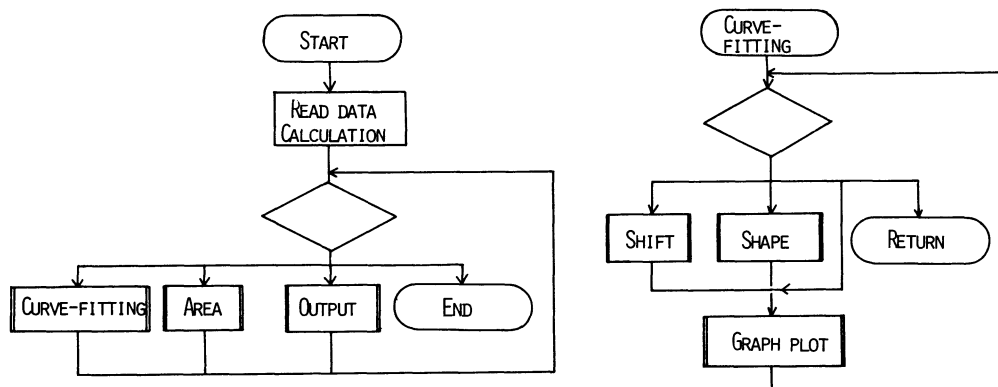 START
READ DATA
CALCULATION
CURVE-FITTING
AREA
OUTPUT
END
CURVE-
FITTING
SHIFT
SHAPE
RETURN
GRAPH PLOT